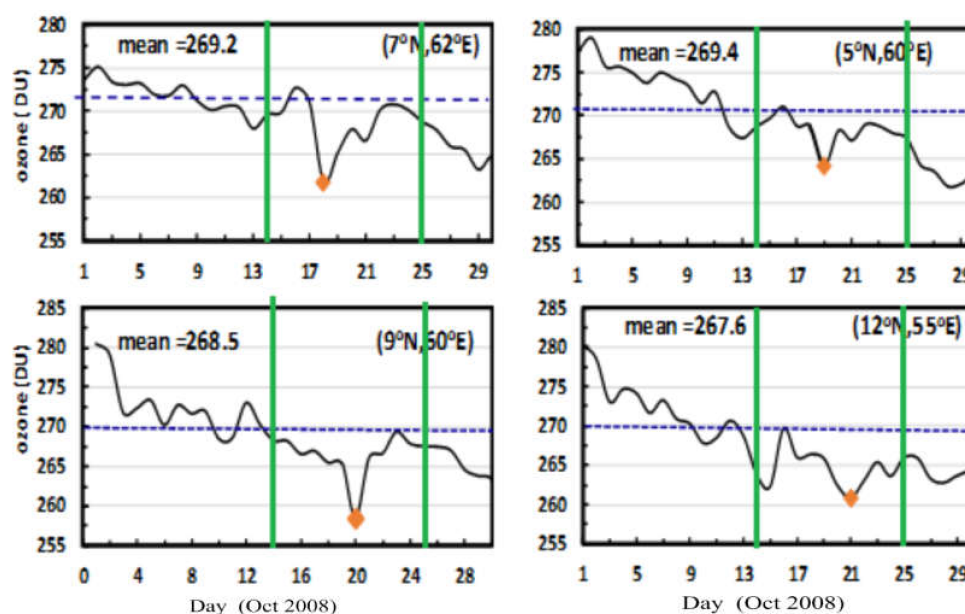 280
275
270
265
260
255
ozone (DU)
mean =269.2
(7°N,62°E)
1 5 9 13 17 21 25 29
280
275
270
265
260
255
mean =269.4
(5°N,60°E)
1 5 9 13 17 21 25 29
285
280
275
270
265
260
255
ozone (DU)
mean =268.5
(9°N,60°E)
0 4 8 12 16 20 24 28
Day (Oct 2008)
285
280
275
270
265
260
255
mean =267.6
(12°N,55°E)
1 5 9 13 17 21 25 29
Day (Oct 2008)